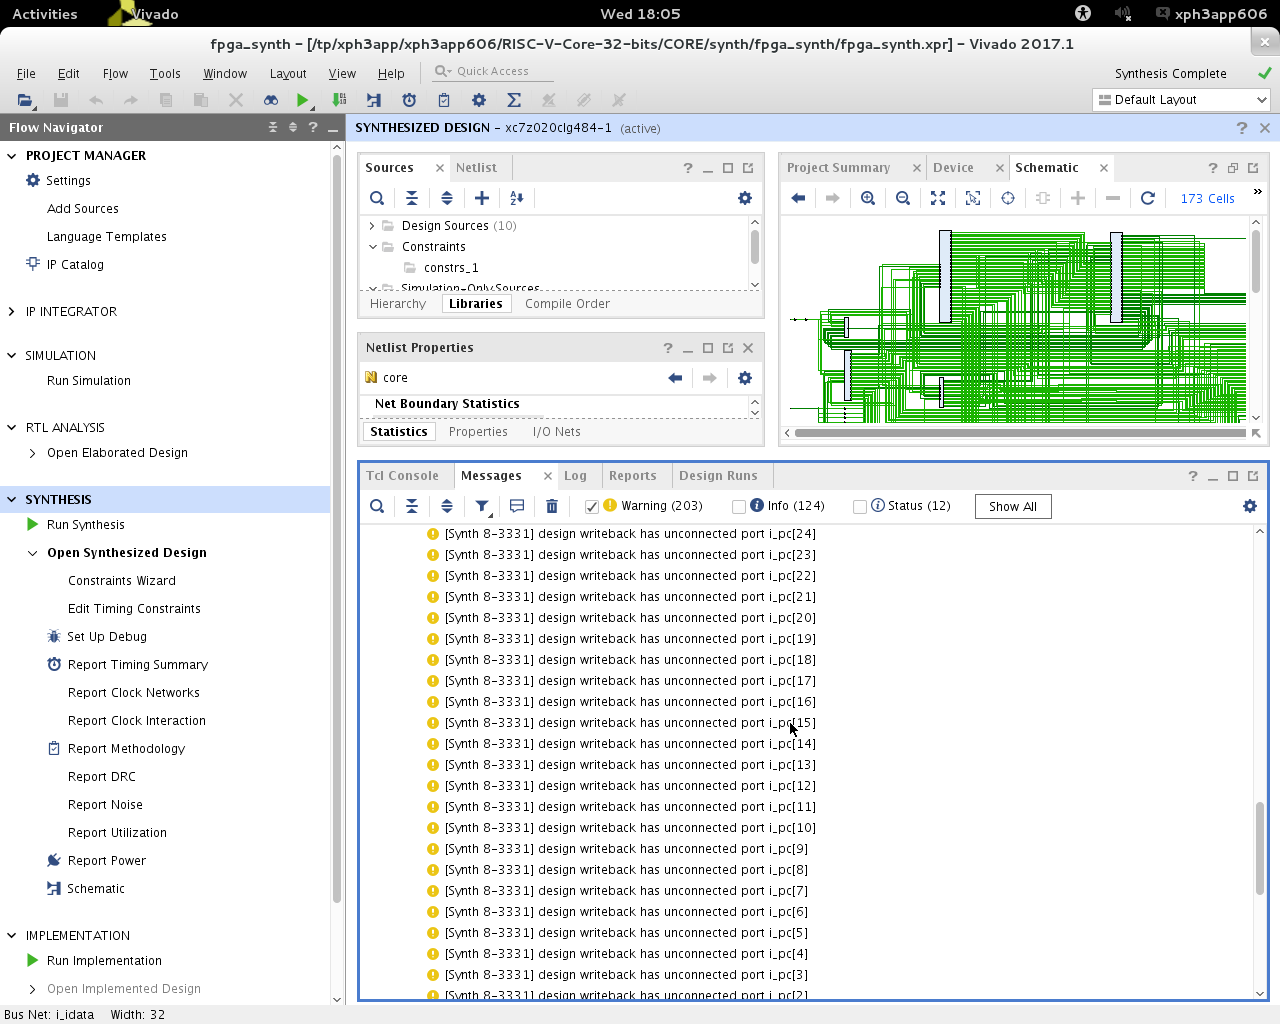 Activities Vivado Wed 18:05 xph3app606
fpga_synth - [/tp/xph3app/xph3app606/RISC-V-Core-32-bits/CORE/synth/fpga_synth/fpga_synth.xpr] - Vivado 2017.1
File Edit Flow Tools Window Layout View Help Quick Access Synthesis Complete
Default Layout
Flow Navigator
SYNTHESIZED DESIGN - xc7z020clg484-1 (active)
PROJECT MANAGER
Settings
Add Sources
Language Templates
IP Catalog
IP INTEGRATOR
SIMULATION
Run Simulation
RTL ANALYSIS
Open Elaborated Design
SYNTHESIS
Run Synthesis
Open Synthesized Design
Constraints Wizard
Edit Timing Constraints
Set Up Debug
Report Timing Summary
Report Clock Networks
Report Clock Interaction
Report Methodology
Report DRC
Report Noise
Report Utilization
Report Power
Schematic
IMPLEMENTATION
Run Implementation
Open Implemented Design
Sources Netlist
Design Sources (10)
Constraints
constrs_1
Simulation-Only Sources
Hierarchy Libraries Compile Order
Netlist Properties
core
Net Boundary Statistics
Statistics Properties I/O Nets
Project Summary Device Schematic
173 Cells
Tcl Console Messages Log Reports Design Runs
Warning (203) Info (124) Status (12) Show All
[Synth 8-3331] design writeback has unconnected port i_pc[24]
[Synth 8-3331] design writeback has unconnected port i_pc[23]
[Synth 8-3331] design writeback has unconnected port i_pc[22]
[Synth 8-3331] design writeback has unconnected port i_pc[21]
[Synth 8-3331] design writeback has unconnected port i_pc[20]
[Synth 8-3331] design writeback has unconnected port i_pc[19]
[Synth 8-3331] design writeback has unconnected port i_pc[18]
[Synth 8-3331] design writeback has unconnected port i_pc[17]
[Synth 8-3331] design writeback has unconnected port i_pc[16]
[Synth 8-3331] design writeback has unconnected port i_pc[15]
[Synth 8-3331] design writeback has unconnected port i_pc[14]
[Synth 8-3331] design writeback has unconnected port i_pc[13]
[Synth 8-3331] design writeback has unconnected port i_pc[12]
[Synth 8-3331] design writeback has unconnected port i_pc[11]
[Synth 8-3331] design writeback has unconnected port i_pc[10]
[Synth 8-3331] design writeback has unconnected port i_pc[9]
[Synth 8-3331] design writeback has unconnected port i_pc[8]
[Synth 8-3331] design writeback has unconnected port i_pc[7]
[Synth 8-3331] design writeback has unconnected port i_pc[6]
[Synth 8-3331] design writeback has unconnected port i_pc[5]
[Synth 8-3331] design writeback has unconnected port i_pc[4]
[Synth 8-3331] design writeback has unconnected port i_pc[3]
[Synth 8-3331] design writeback has unconnected port i_pc[2]
Bus Net: i_idata Width: 32